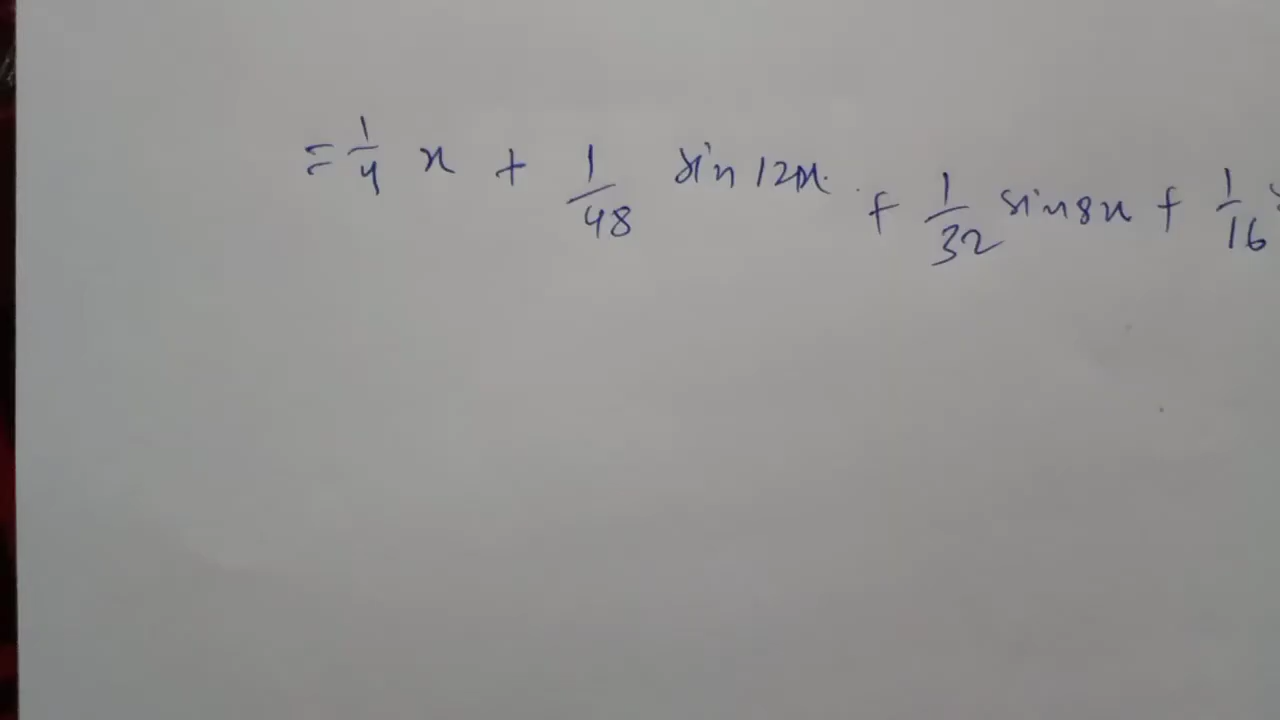 = 1/4 x + 1/48 sin 12x + 1/32 sin 8x + 1/16